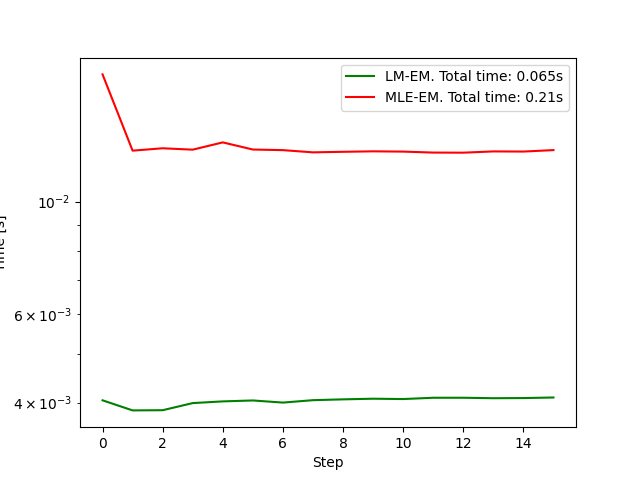 LM-EM. Total time: 0.065s
MLE-EM. Total time: 0.21s
10⁻²
6 × 10⁻³
4 × 10⁻³
0 2 4 6 8 10 12 14
Step
[s]